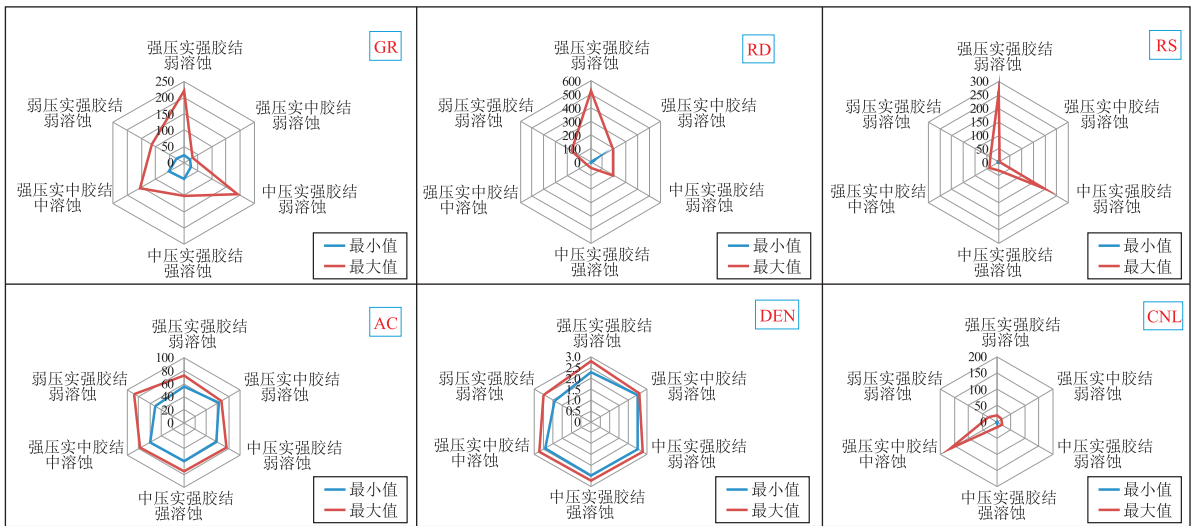 强压实强胶结
弱溶蚀
GR
250
200
150
100
50
0
弱压实强胶结
弱溶蚀
强压实中胶结
弱溶蚀
强压实中胶结
中溶蚀
中压实强胶结
弱溶蚀
中压实强胶结
强溶蚀
最小值
最大值
强压实强胶结
弱溶蚀
RD
600
500
400
300
200
100
0
弱压实强胶结
弱溶蚀
强压实中胶结
弱溶蚀
强压实中胶结
中溶蚀
中压实强胶结
弱溶蚀
中压实强胶结
强溶蚀
最小值
最大值
强压实强胶结
弱溶蚀
RS
300
250
200
150
100
50
0
弱压实强胶结
弱溶蚀
强压实中胶结
弱溶蚀
强压实中胶结
中溶蚀
中压实强胶结
弱溶蚀
中压实强胶结
强溶蚀
最小值
最大值
强压实强胶结
弱溶蚀
AC
100
80
60
40
20
0
弱压实强胶结
弱溶蚀
强压实中胶结
弱溶蚀
强压实中胶结
中溶蚀
中压实强胶结
弱溶蚀
中压实强胶结
强溶蚀
最小值
最大值
强压实强胶结
弱溶蚀
DEN
3.0
2.5
2.0
1.5
1.0
0.5
0
弱压实强胶结
弱溶蚀
强压实中胶结
弱溶蚀
强压实中胶结
中溶蚀
中压实强胶结
弱溶蚀
中压实强胶结
强溶蚀
最小值
最大值
强压实强胶结
弱溶蚀
CNL
200
150
100
50
0
弱压实强胶结
弱溶蚀
强压实中胶结
弱溶蚀
强压实中胶结
中溶蚀
中压实强胶结
弱溶蚀
中压实强胶结
强溶蚀
最小值
最大值